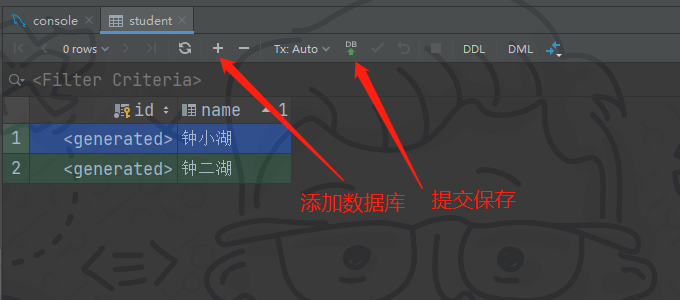 console × student ×
0 rows Tx: Auto DB DDL DML
<Filter Criteria>
id name 1
1 <generated> 钟小湖
2 <generated> 钟二湖
添加数据库 提交保存